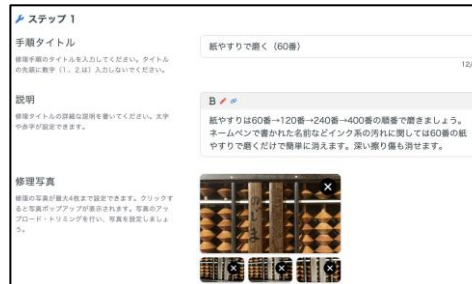 ステップ 1
手順タイトル
修理手順のタイトルを入力してください。タイトル
の先頭に数字（1.、2.は）入力しないでください。
紙やすりで磨く（60番）
12/
説明
修理タイトルの詳細な説明を書いてください。太字
や赤字が設定できます。
B
紙やすりは60番→120番→240番→400番の順番で磨きましょう。
ネームペンで書かれた名前などインク系の汚れに関しては60番の紙
やすりで磨くだけで簡単に消えます。深い擦り傷も消せます。
修理写真
修理の写真が最大4枚まで設定できます。クリックす
ると写真ポップアップが表示されます。写真のアッ
プロード・トリミングを行い、写真を設定しましょ
う。
のじま